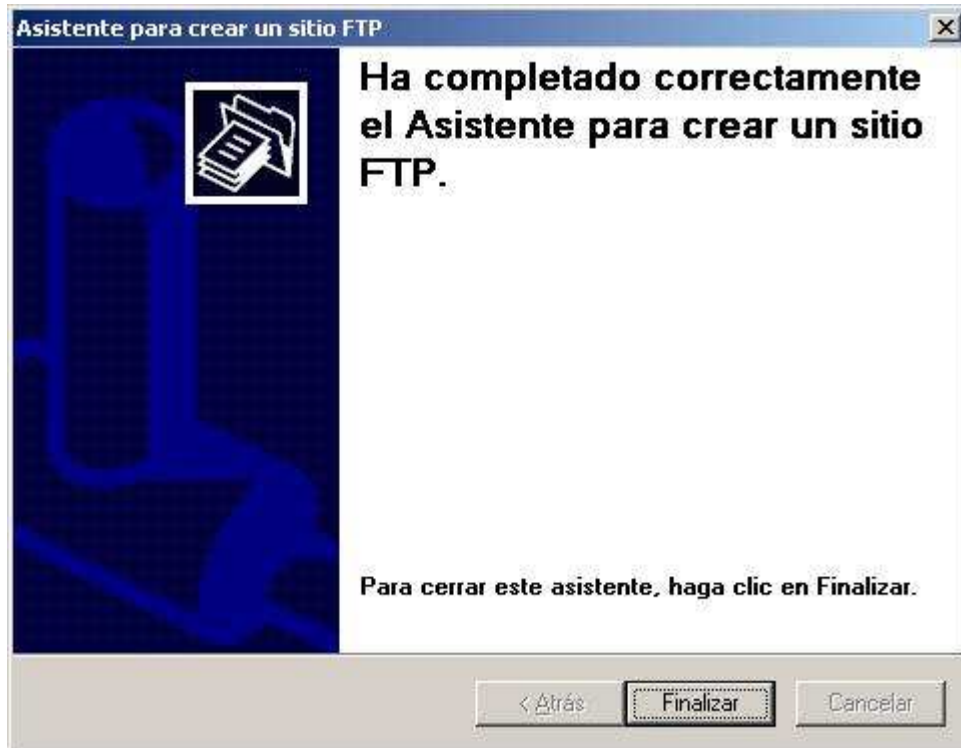 Asistente para crear un sitio FTP
Ha completado correctamente
el Asistente para crear un sitio
FTP.
Para cerrar este asistente, haga clic en Finalizar.
< Atrás
Finalizar
Cancelar